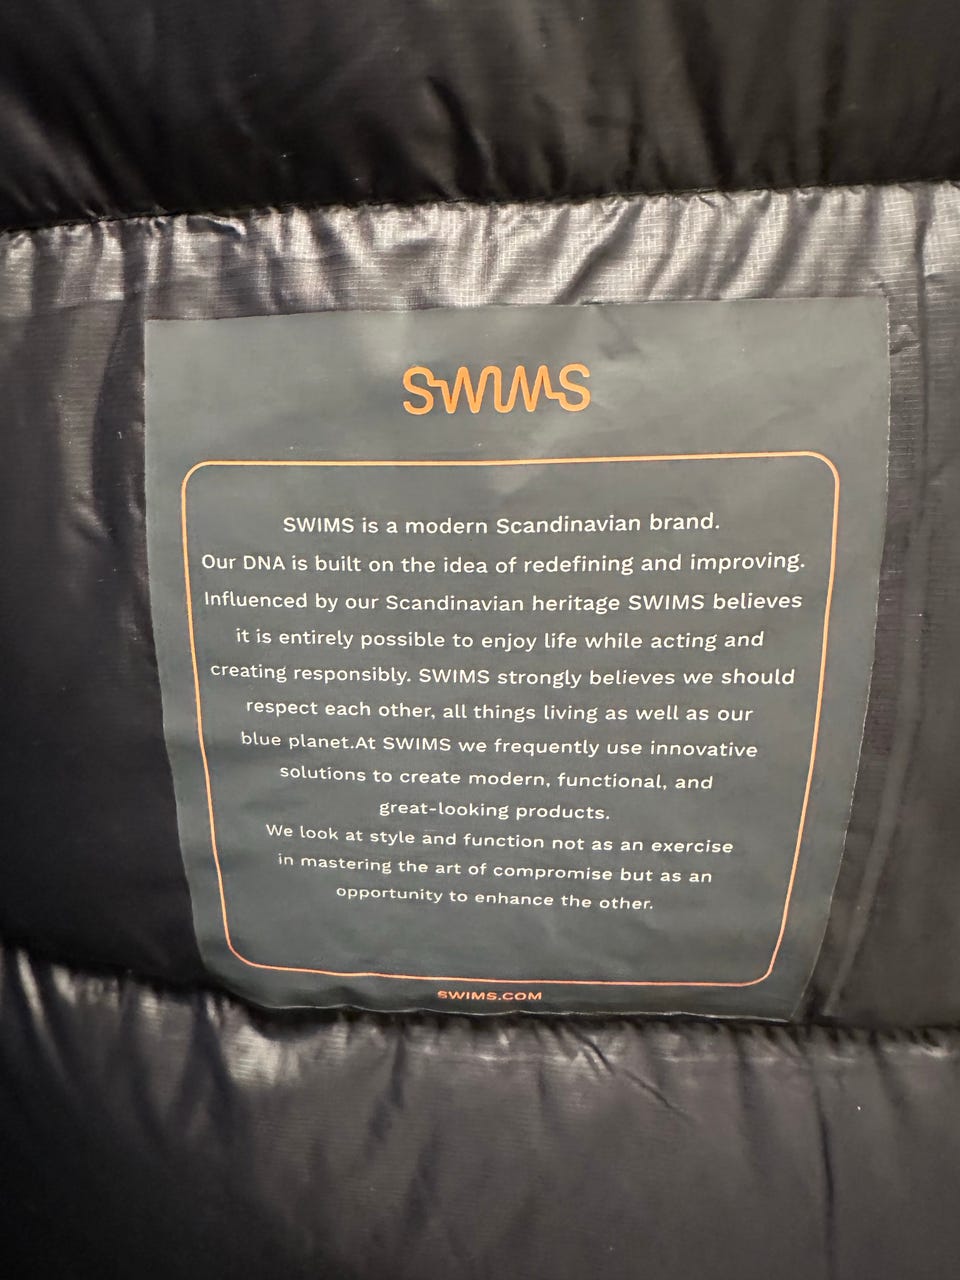 SWIMS
SWIMS is a modern Scandinavian brand.
Our DNA is built on the idea of redefining and improving.
Influenced by our Scandinavian heritage SWIMS believes
it is entirely possible to enjoy life while acting and
creating responsibly. SWIMS strongly believes we should
respect each other, all things living as well as our
blue planet.At SWIMS we frequently use innovative
solutions to create modern, functional, and
great-looking products.
We look at style and function not as an exercise
in mastering the art of compromise but as an
opportunity to enhance the other.
SWIMS.COM